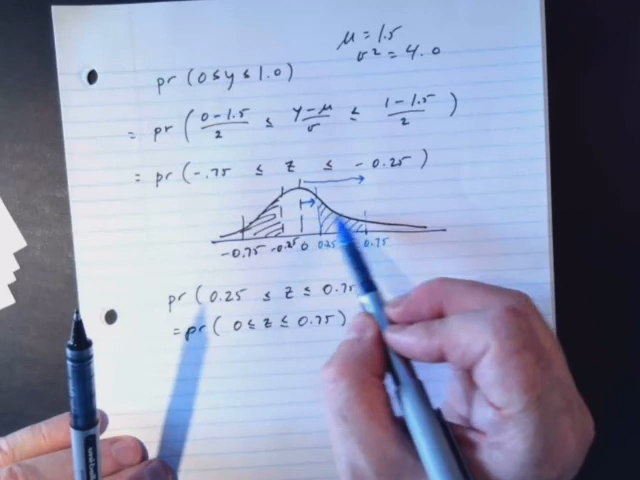 μ = 1.5
σ² = 4.0
pr (0 ≤ y ≤ 1.0)
= pr ( (0 - 1.5)/2 ≤ (y - μ)/σ ≤ (1 - 1.5)/2 )
= pr (-.75 ≤ z ≤ -0.25)
-0.75 -0.25 0 0.25 0.75
pr (0.25 ≤ z ≤ 0.75
= pr (0 ≤ z ≤ 0.75)